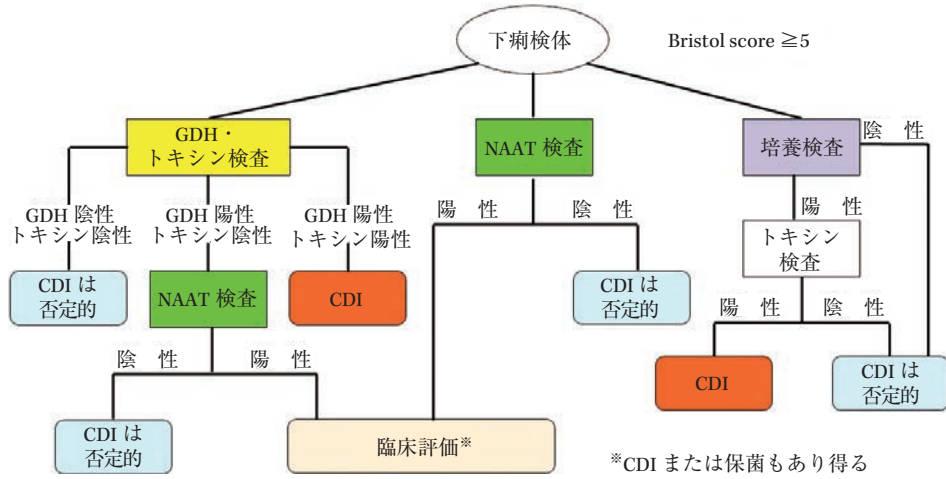 下痢検体
Bristol score ≧5
GDH・
トキシン検査
NAAT 検査
培養検査
陰 性
GDH 陰性
トキシン陰性
GDH 陽性
トキシン陰性
GDH 陽性
トキシン陽性
陽 性
陰 性
陽 性
トキシン
検査
CDI は
否定的
NAAT 検査
CDI
CDI は
否定的
陽 性
陰 性
陰 性
陽 性
CDI
CDI は
否定的
CDI は
否定的
臨床評価※
※CDI または保菌もあり得る